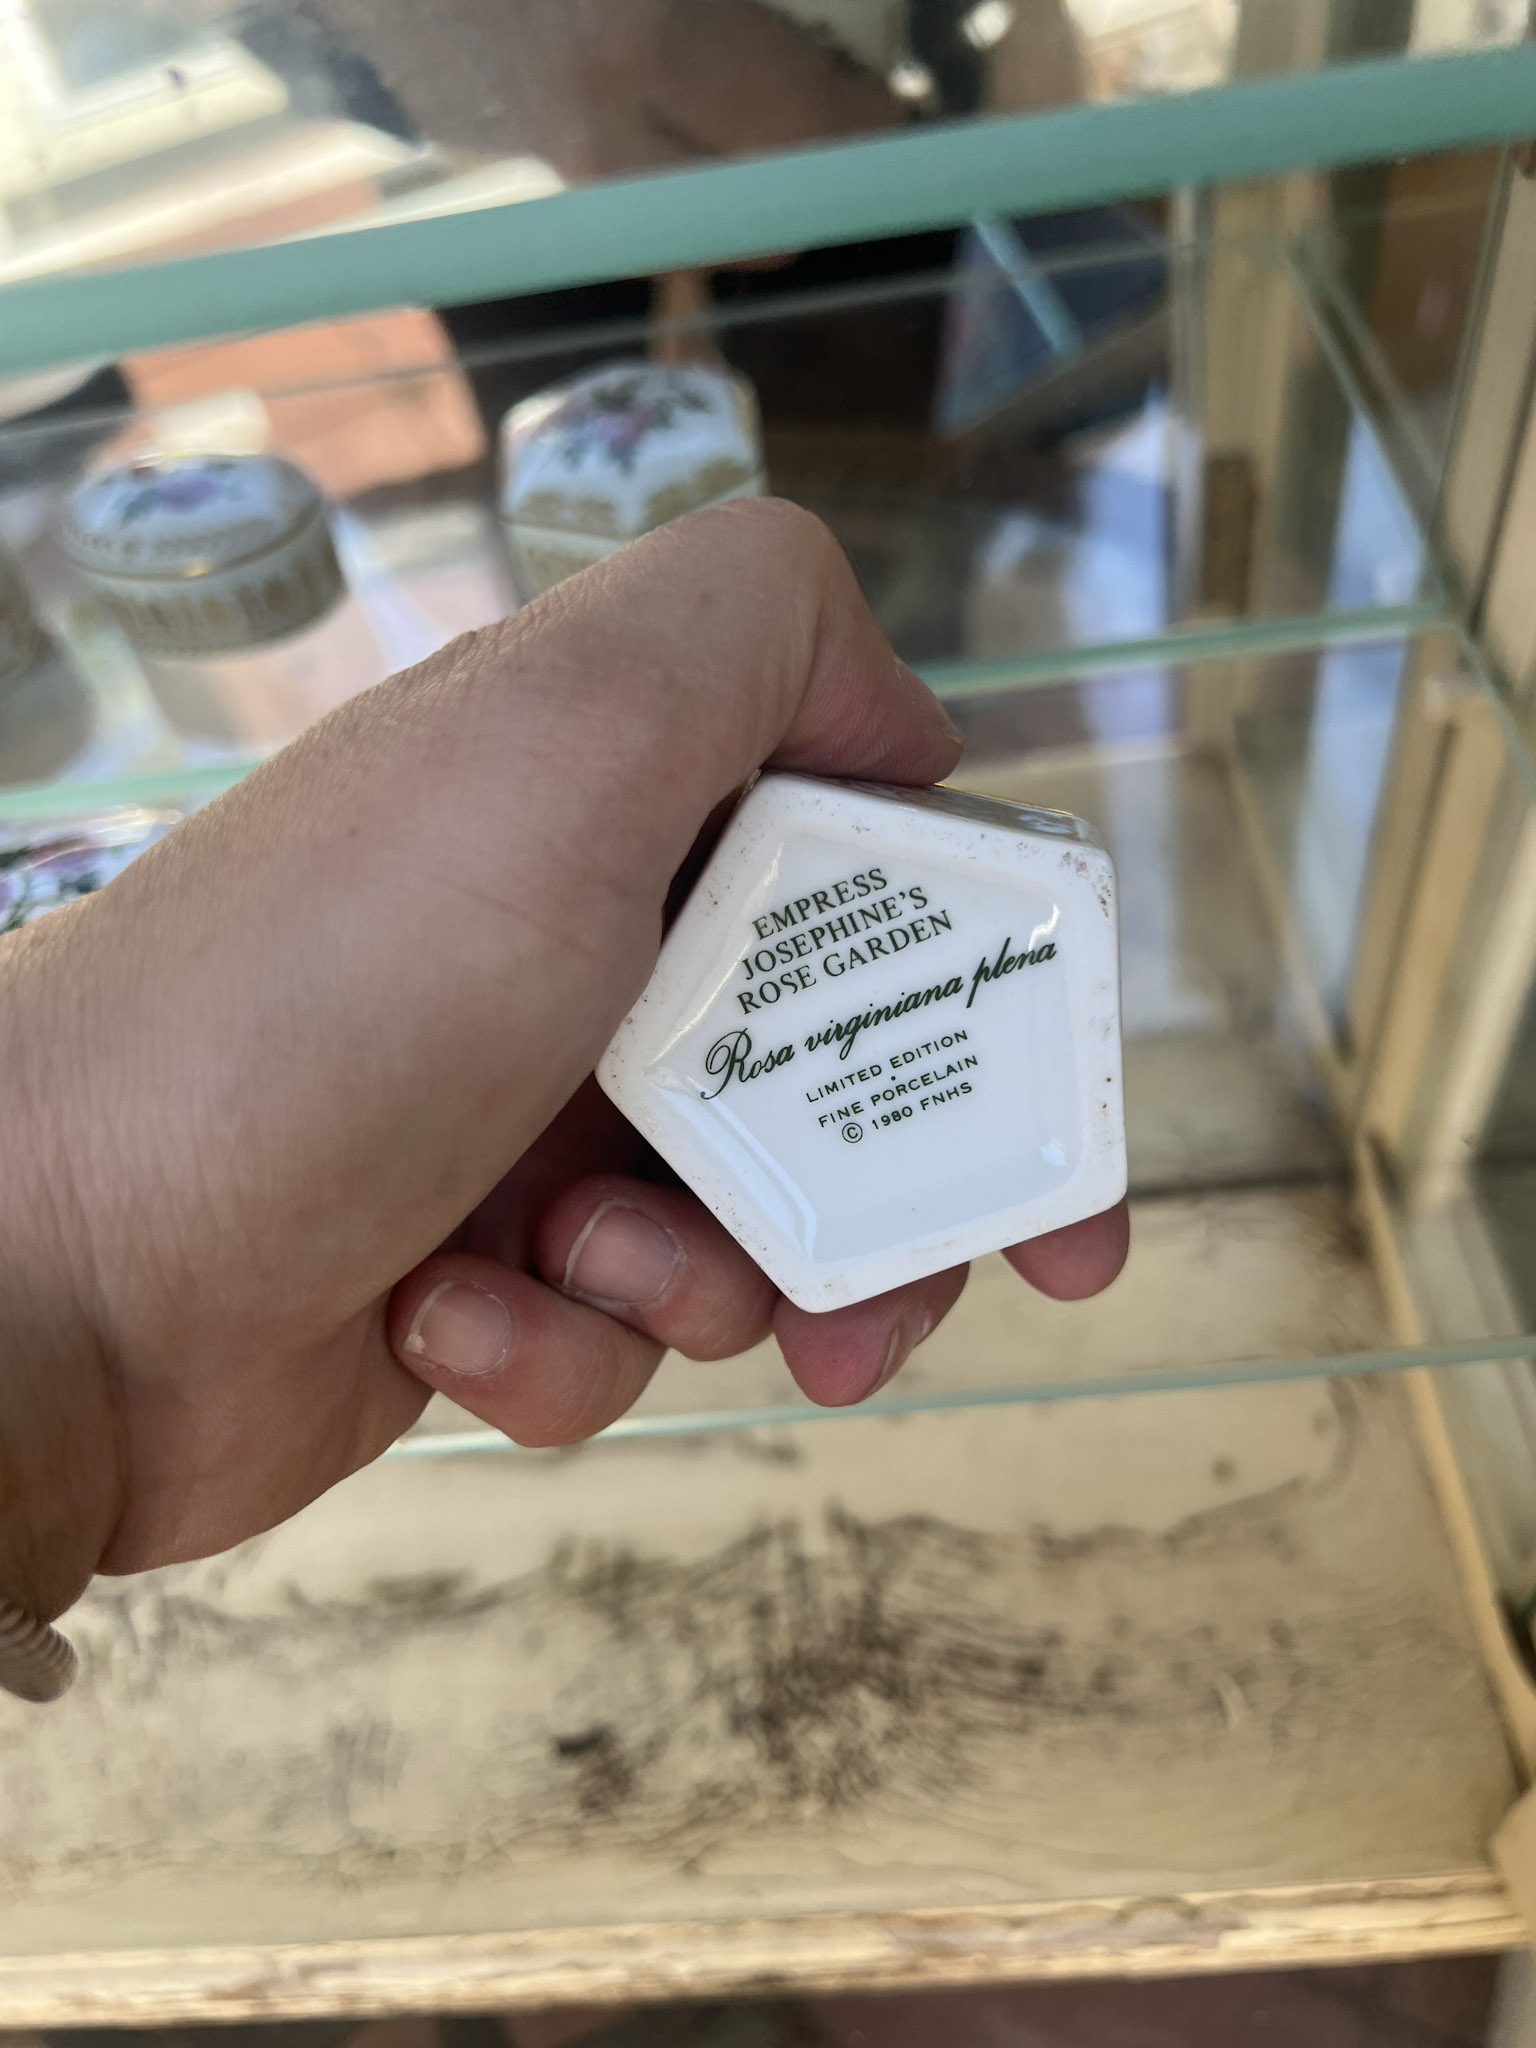 EMPRESS
JOSEPHINE'S
ROSE GARDEN
Rosa virginiana plena
LIMITED EDITION
•
FINE PORCELAIN
© 1980 FNHS